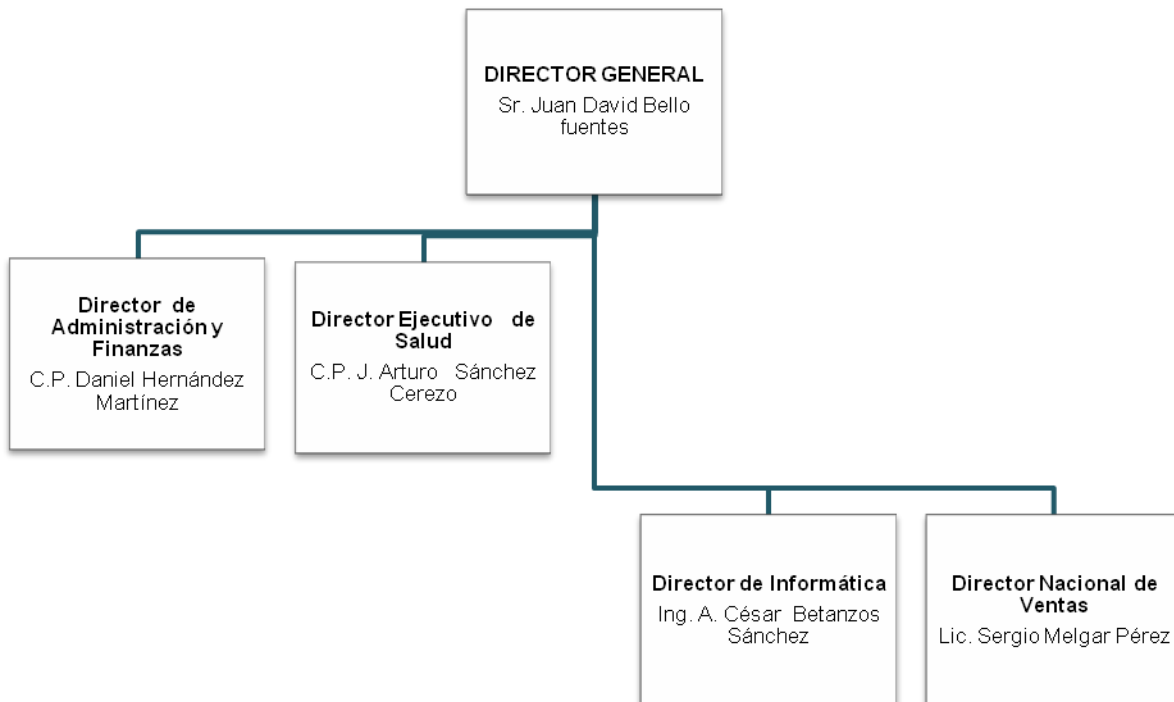 DIRECTOR GENERAL
Sr. Juan David Bello
fuentes
Director de
Administración y
Finanzas
C.P. Daniel Hernández
Martínez
Director Ejecutivo de
Salud
C.P. J. Arturo Sánchez
Cerezo
Director de Informática
Ing. A. César Betanzos
Sánchez
Director Nacional de
Ventas
Lic. Sergio Melgar Pérez